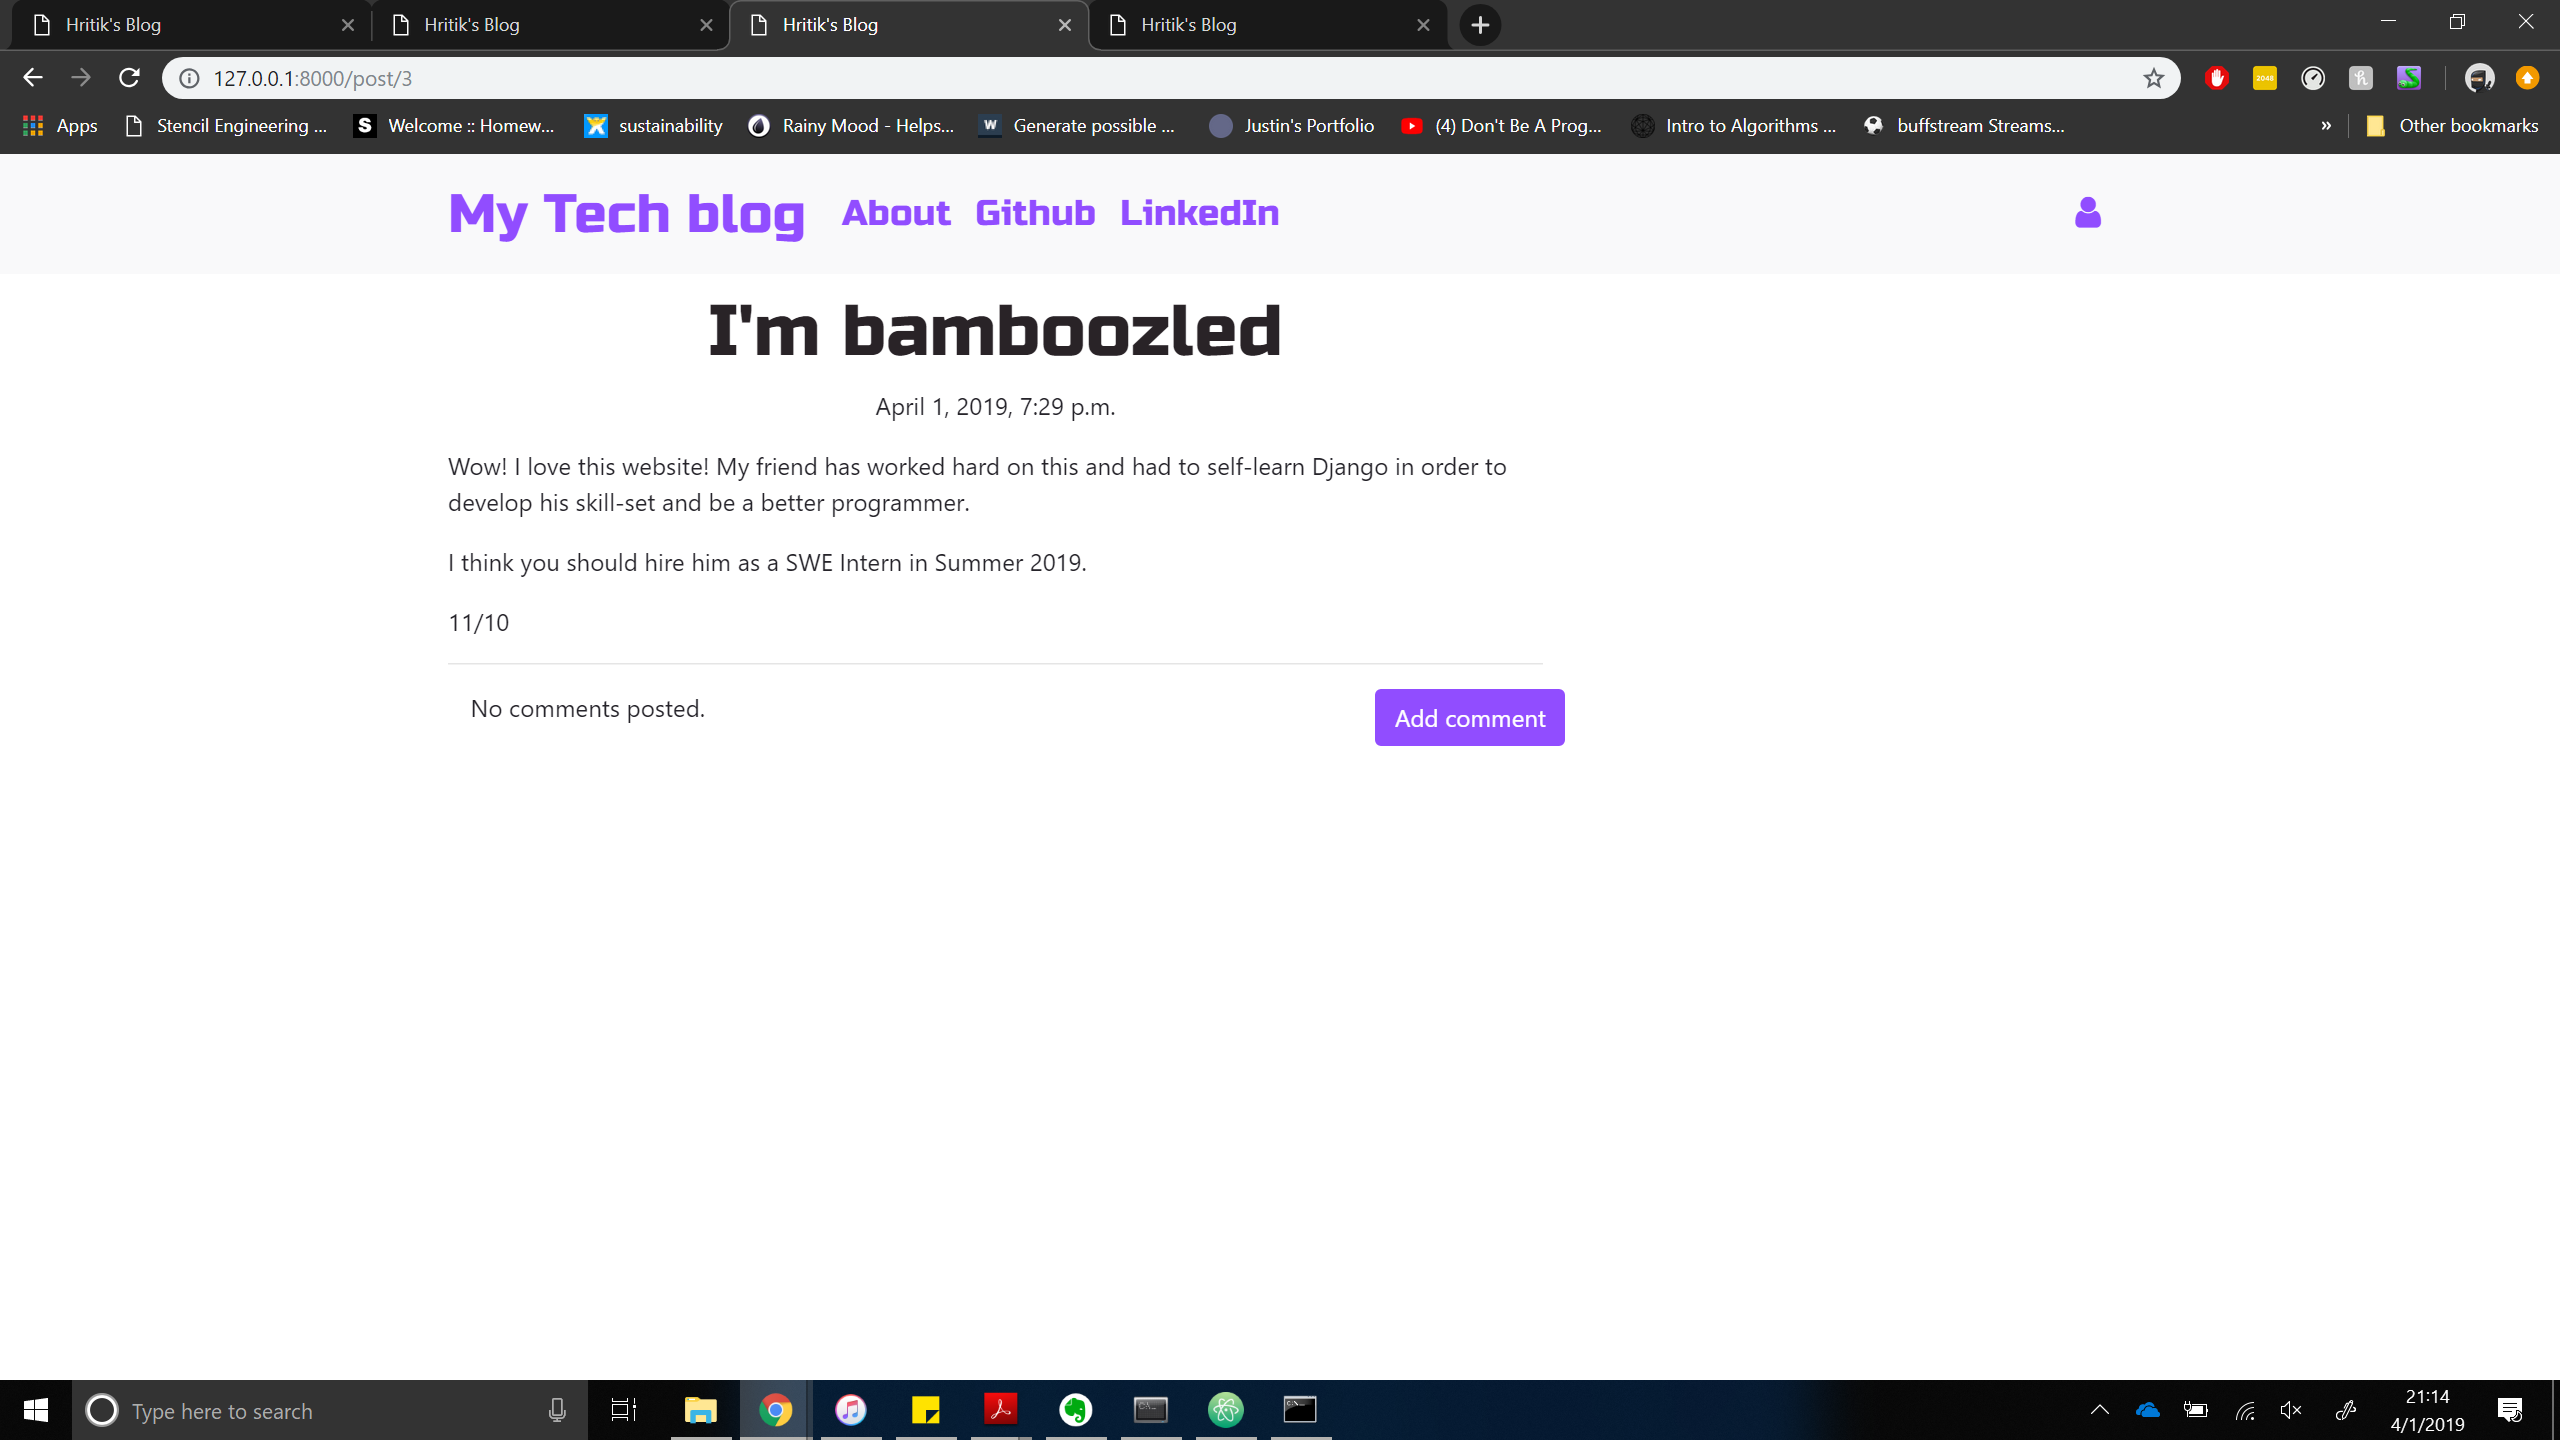 Hritik's Blog
Hritik's Blog
Hritik's Blog
Hritik's Blog
127.0.0.1:8000/post/3
Apps
Stencil Engineering ...
Welcome :: Homew...
sustainability
Rainy Mood - Helps...
Generate possible ...
Justin's Portfolio
(4) Don't Be A Prog...
Intro to Algorithms ...
buffstream Streams...
»
Other bookmarks
My Tech blog
About
Github
LinkedIn
I'm bamboozled
April 1, 2019, 7:29 p.m.
Wow! I love this website! My friend has worked hard on this and had to self-learn Django in order to
develop his skill-set and be a better programmer.
I think you should hire him as a SWE Intern in Summer 2019.
11/10
No comments posted.
Add comment
Type here to search
21:14
4/1/2019